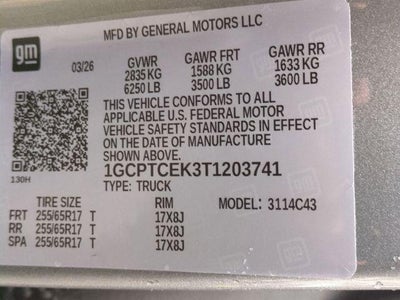 MFD BY GENERAL MOTORS LLC
gm
03/26 GVWR GAWR FRT GAWR RR
2835 KG 1588 KG 1633 KG
6250 LB 3500 LB 3600 LB
THIS VEHICLE CONFORMS TO ALL
APPLICABLE U.S. FEDERAL MOTOR
VEHICLE SAFETY STANDARDS IN EFFECT
ON THE DATE OF MANUFACTURE
SHOWN ABOVE.
130H
1GCPTCEK3T1203741
TYPE: TRUCK
TIRE SIZE RIM MODEL: 3114C43
FRT 255/65R17 T 17X8J
RR 255/65R17 T 17X8J
SPA 255/65R17 T 17X8J